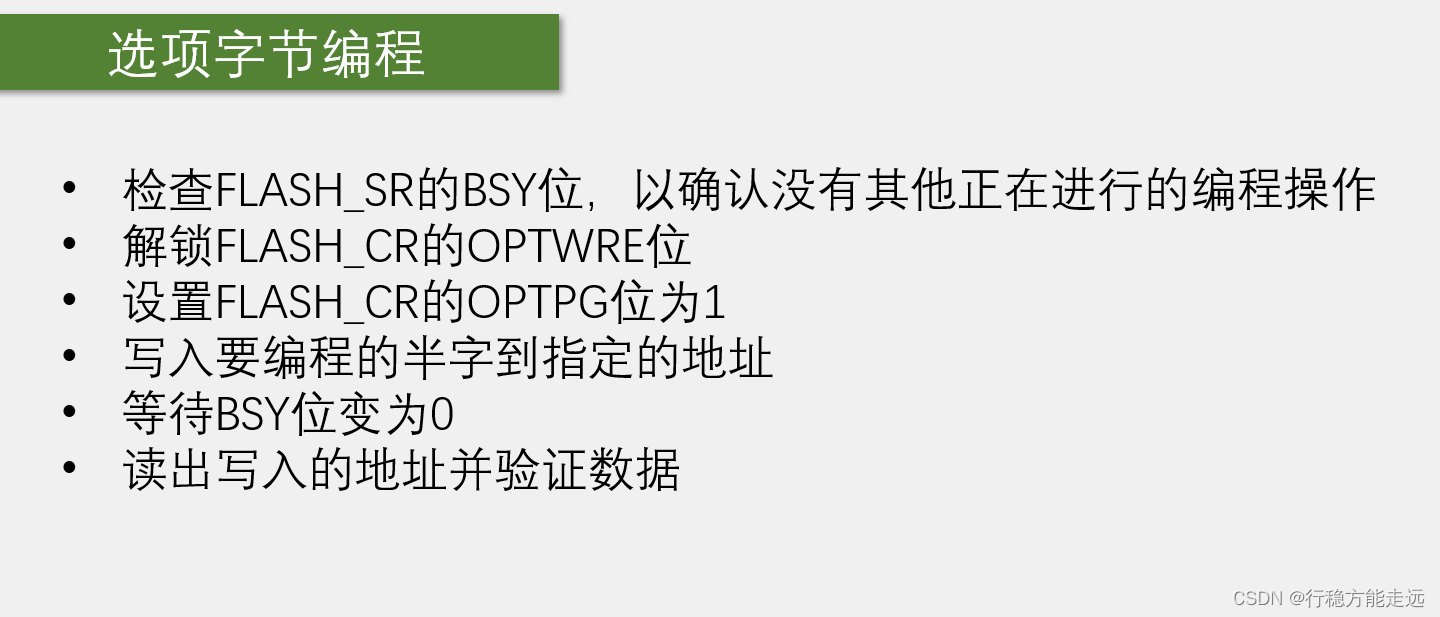 选项字节编程
• 检查FLASH_SR的BSY位，以确认没有其他正在进行的编程操作
• 解锁FLASH_CR的OPTWRE位
• 设置FLASH_CR的OPTPG位为1
• 写入要编程的半字到指定的地址
• 等待BSY位变为0
• 读出写入的地址并验证数据
CSDN @行稳方能走远